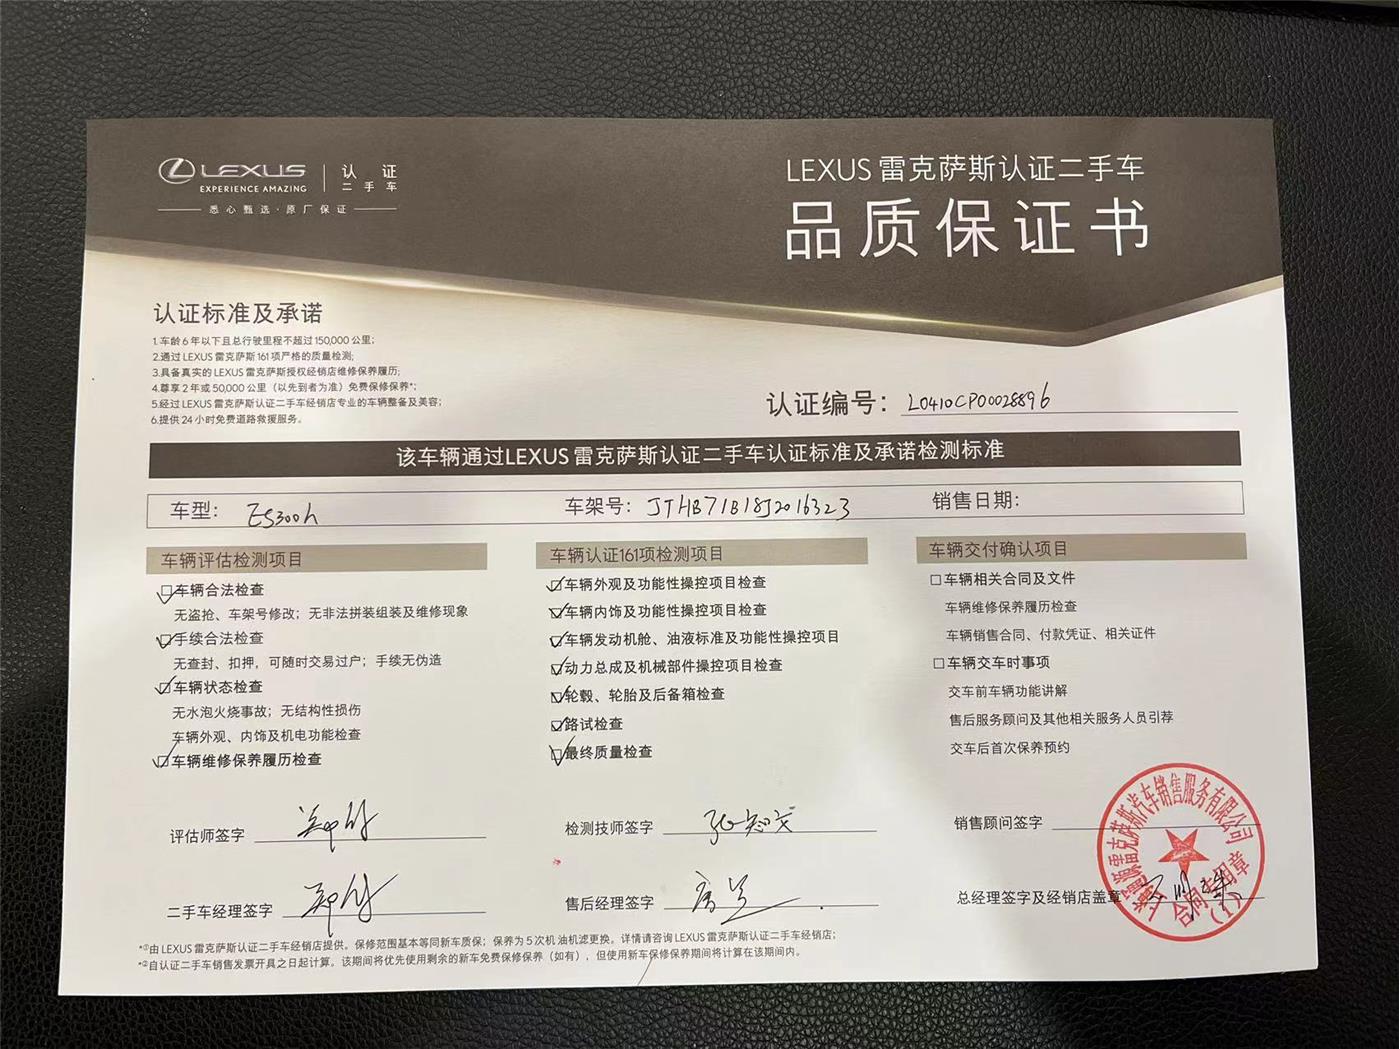 LEXUS
EXPERIENCE AMAZING
认证
二手车
悉心甄选·原厂保证
LEXUS 雷克萨斯认证二手车
品质保证书
认证标准及承诺
1.车龄6年以下且总行驶里程不超过150,000公里；
2.通过LEXUS雷克萨斯161项严格的质量检测；
3.具备真实的LEXUS雷克萨斯授权经销店维修保养履历；
4.尊享2年或50,000公里（以先到者为准）免费保修保养*；
5.经过LEXUS雷克萨斯认证二手车经销店专业的车辆整备及美容；
6.提供24小时免费道路救援服务。
认证编号： L0410CP00028896
该车辆通过LEXUS雷克萨斯认证二手车认证标准及承诺检测标准
车型： ES300h 车架号： JTHB71B18J2016323 销售日期：
车辆评估检测项目
车辆合法检查
无盗抢、车架号修改；无非法拼装组装及维修现象
手续合法检查
无查封、扣押，可随时交易过户；手续无伪造
车辆状态检查
无水泡火烧事故；无结构性损伤
车辆外观、内饰及机电功能检查
车辆维修保养履历检查
评估师签字
二手车经理签字
车辆认证161项检测项目
车辆外观及功能性操控项目检查
车辆内饰及功能性操控项目检查
车辆发动机舱、油液标准及功能性操控项目
动力总成及机械部件操控项目检查
轮毂、轮胎及后备箱检查
路试检查
最终质量检查
检测技师签字
售后经理签字
车辆交付确认项目
□车辆相关合同及文件
车辆维修保养履历检查
车辆销售合同、付款凭证、相关证件
□车辆交车时事项
交车前车辆功能讲解
售后服务顾问及其他相关服务人员引荐
交车后首次保养预约
销售顾问签字
总经理签字及经销店盖章
雷克萨斯汽车销售服务有限公司
合同专用章
(1)
*①由LEXUS雷克萨斯认证二手车经销店提供。保修范围基本等同新车质保；保养为5次机油机滤更换。详情请咨询LEXUS雷克萨斯认证二手车经销店；
*②自认证二手车销售发票开具之日起计算。该期间将优先使用剩余的新车免费保修保养（如有），但使用新车保修保养期间将计算在该期间内。